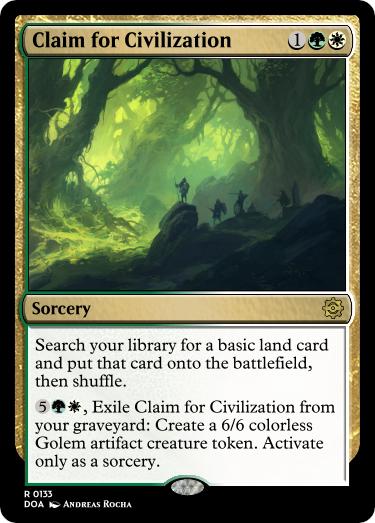 Claim for Civilization 1
Sorcery
Search your library for a basic land card
and put that card onto the battlefield,
then shuffle.
5, Exile Claim for Civilization from
your graveyard: Create a 6/6 colorless
Golem artifact creature token. Activate
only as a sorcery.
R 0133
DOA Andreas Rocha